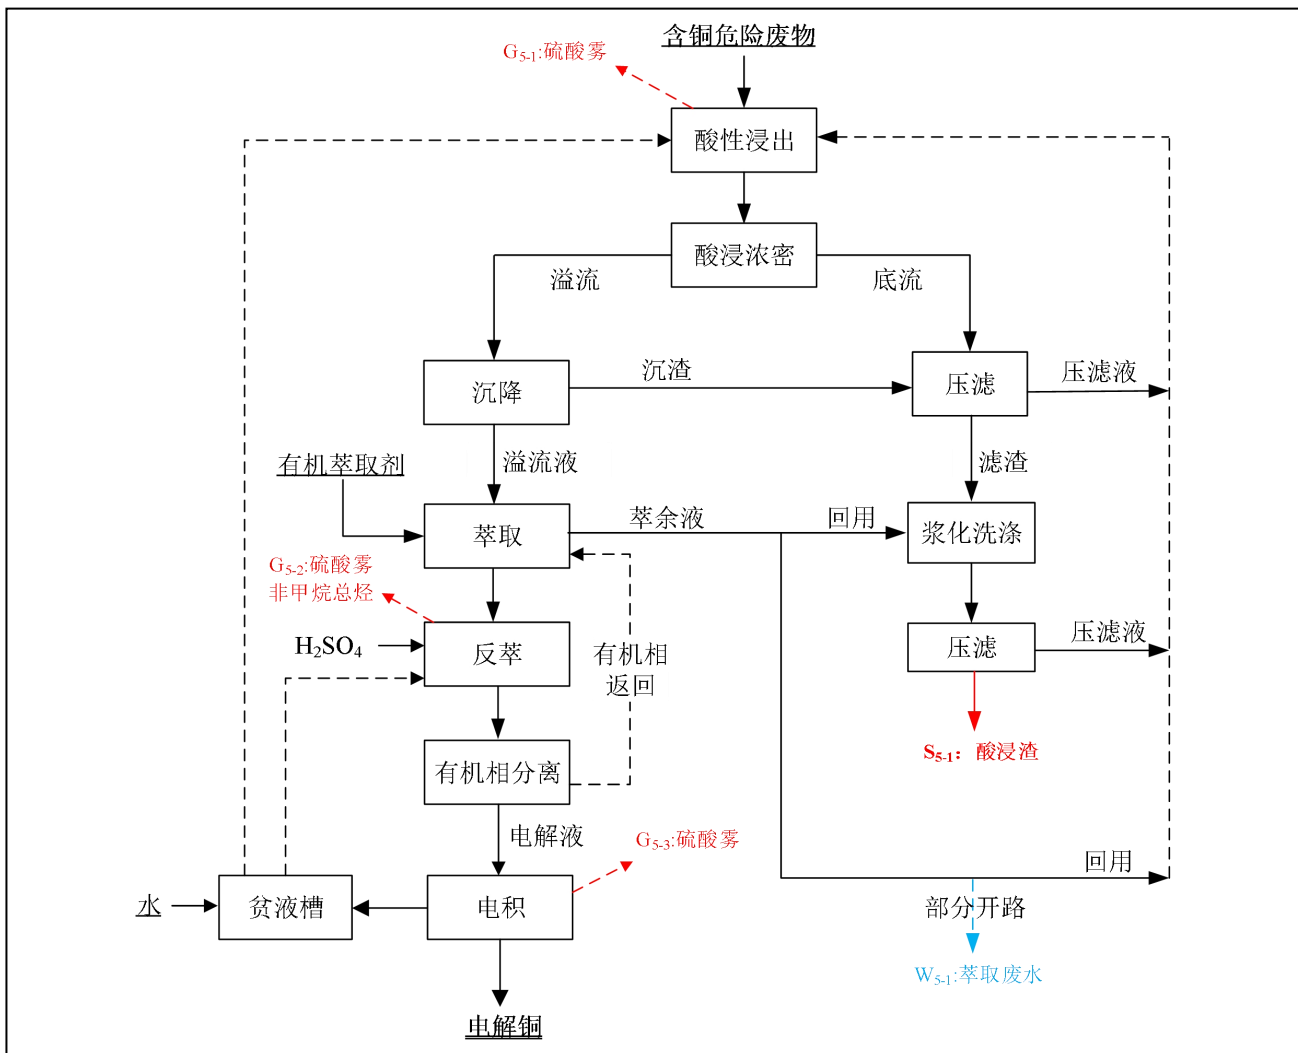 含铜危险废物
G5-1:硫酸雾
酸性浸出
酸浸浓密
溢流
底流
沉降
沉渣
压滤
压滤液
有机萃取剂
溢流液
滤渣
萃取
萃余液
回用
浆化洗涤
G5-2:硫酸雾
非甲烷总烃
H2SO4
反萃
有机相
返回
压滤
压滤液
S5-1：酸浸渣
有机相分离
电解液
G5-3:硫酸雾
回用
水
贫液槽
电积
部分开路
W5-1:萃取废水
电解铜